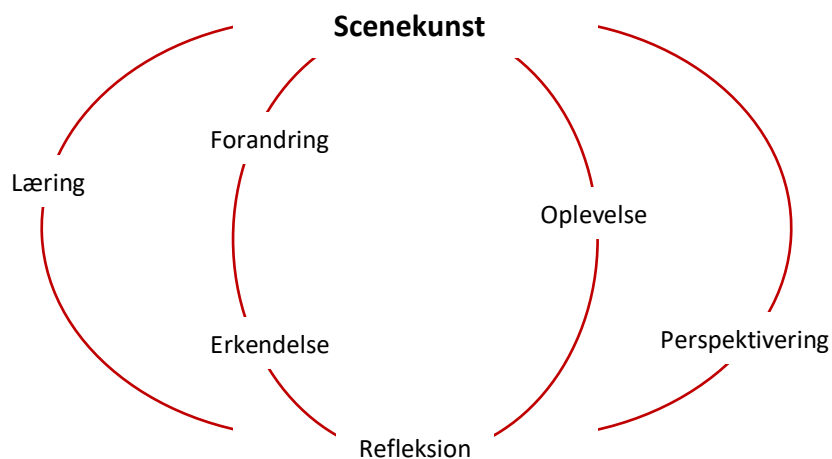 Scenekunst
Forandring
Læring
Oplevelse
Erkendelse
Perspektivering
Refleksion